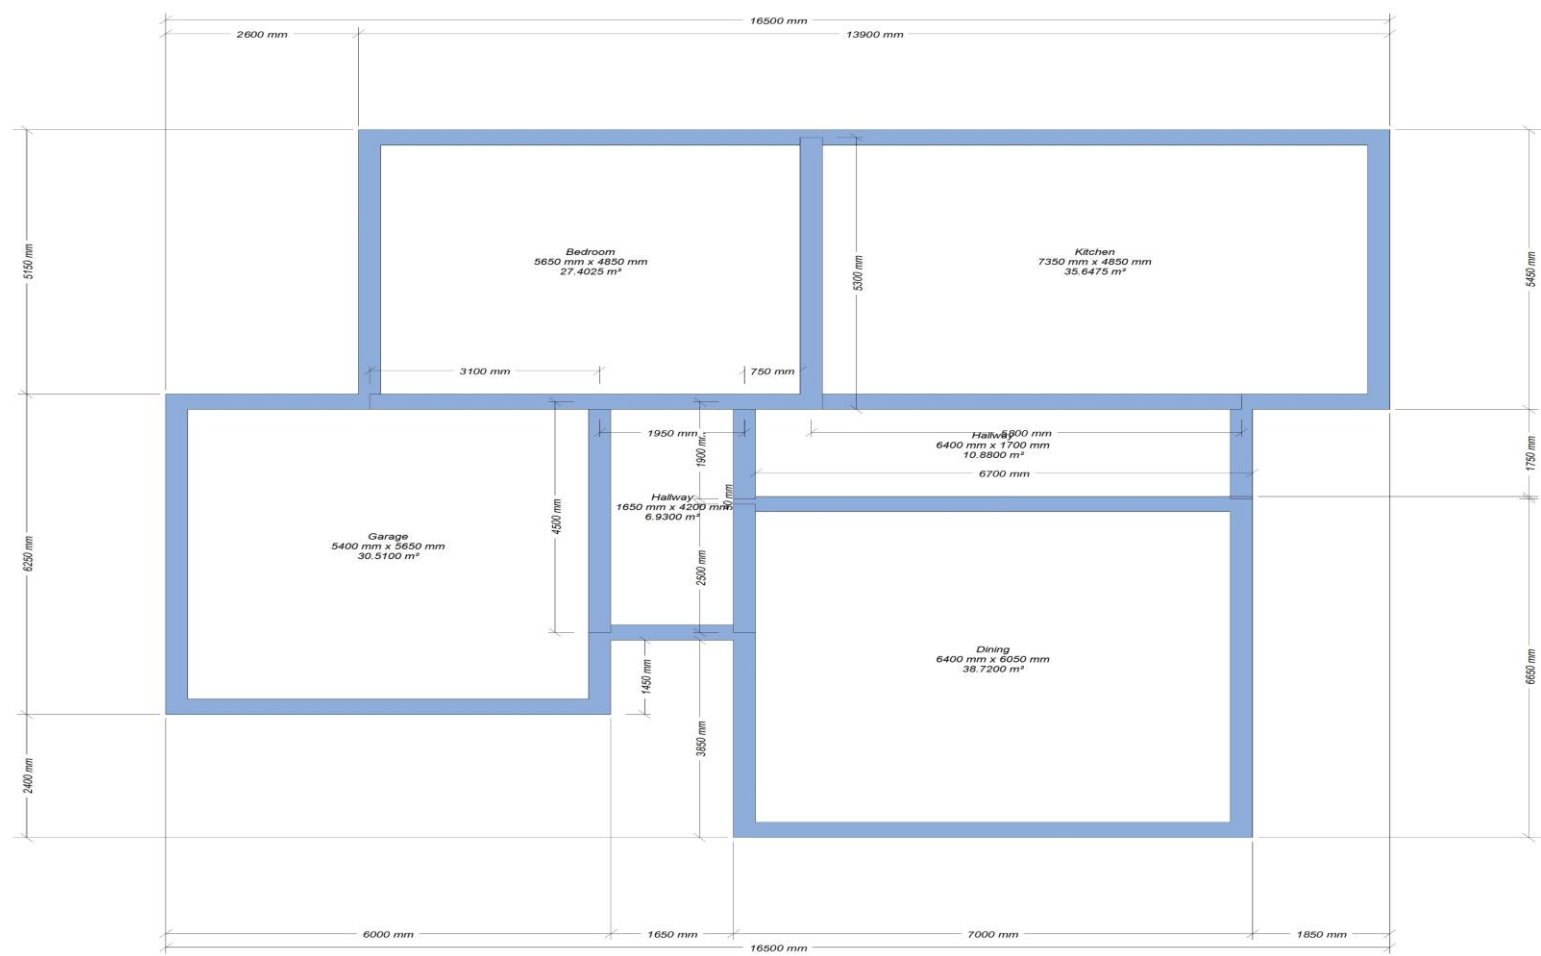 16500 mm
2600 mm
13900 mm
5150 mm
5450 mm
Bedroom
5650 mm x 4850 mm
27.4025 m²
5300 mm
Kitchen
7350 mm x 4850 mm
35.6475 m²
3100 mm
750 mm
1950 mm
1900 m..
5800 mm
Hallway
6400 mm x 1700 mm
10.8800 m²
6700 mm
1750 mm
Hallway
1650 mm x 4200 mm
6.9300 m²
4500 mm
Garage
5400 mm x 5650 mm
30.5100 m²
6250 mm
2500 mm
Dining
6400 mm x 6050 mm
38.7200 m²
6650 mm
1450 mm
3850 mm
2400 mm
6000 mm
1650 mm
7000 mm
1850 mm
16500 mm